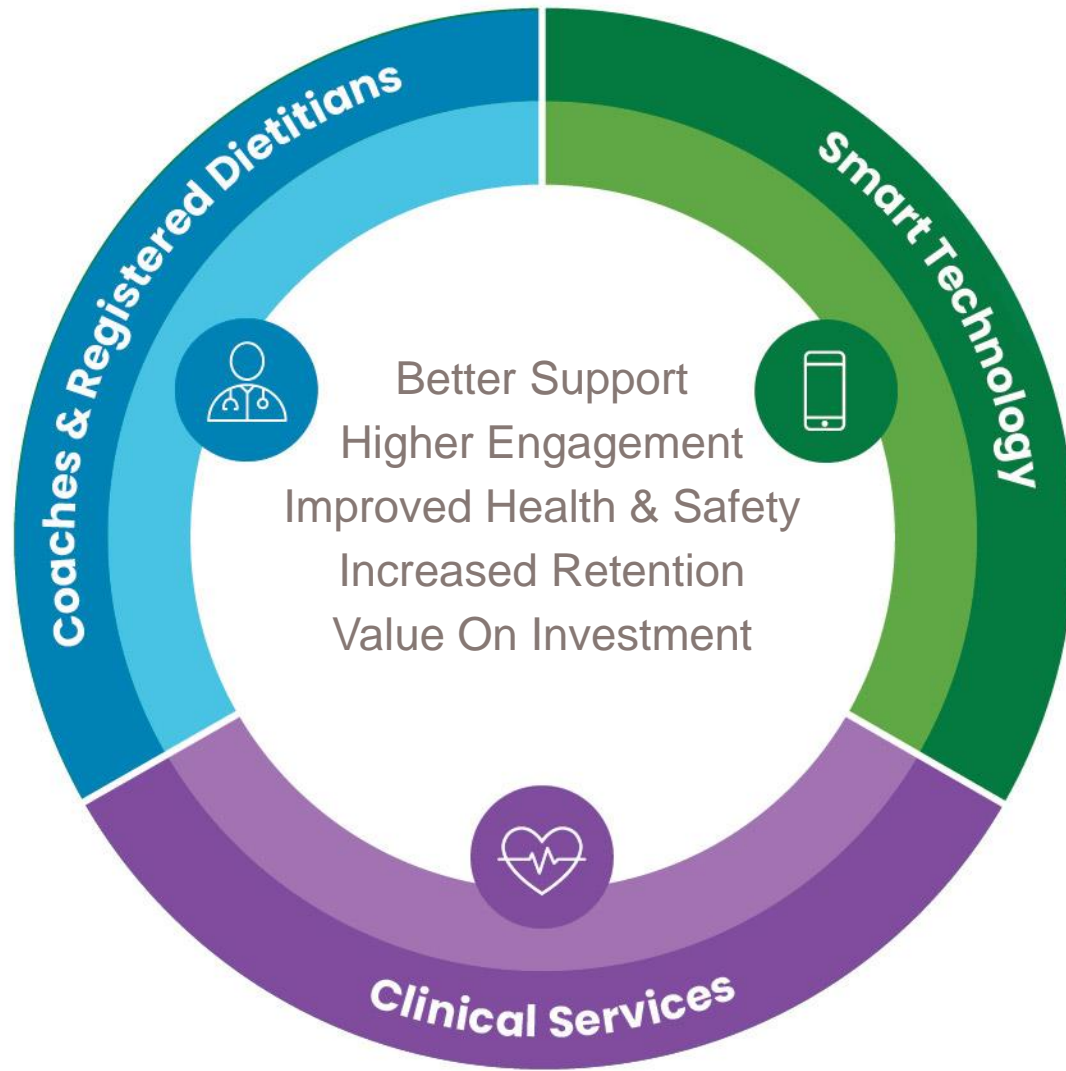 Coaches & Registered Dietitians
Smart Technology
Better Support
Higher Engagement
Improved Health & Safety
Increased Retention
Value On Investment
Clinical Services